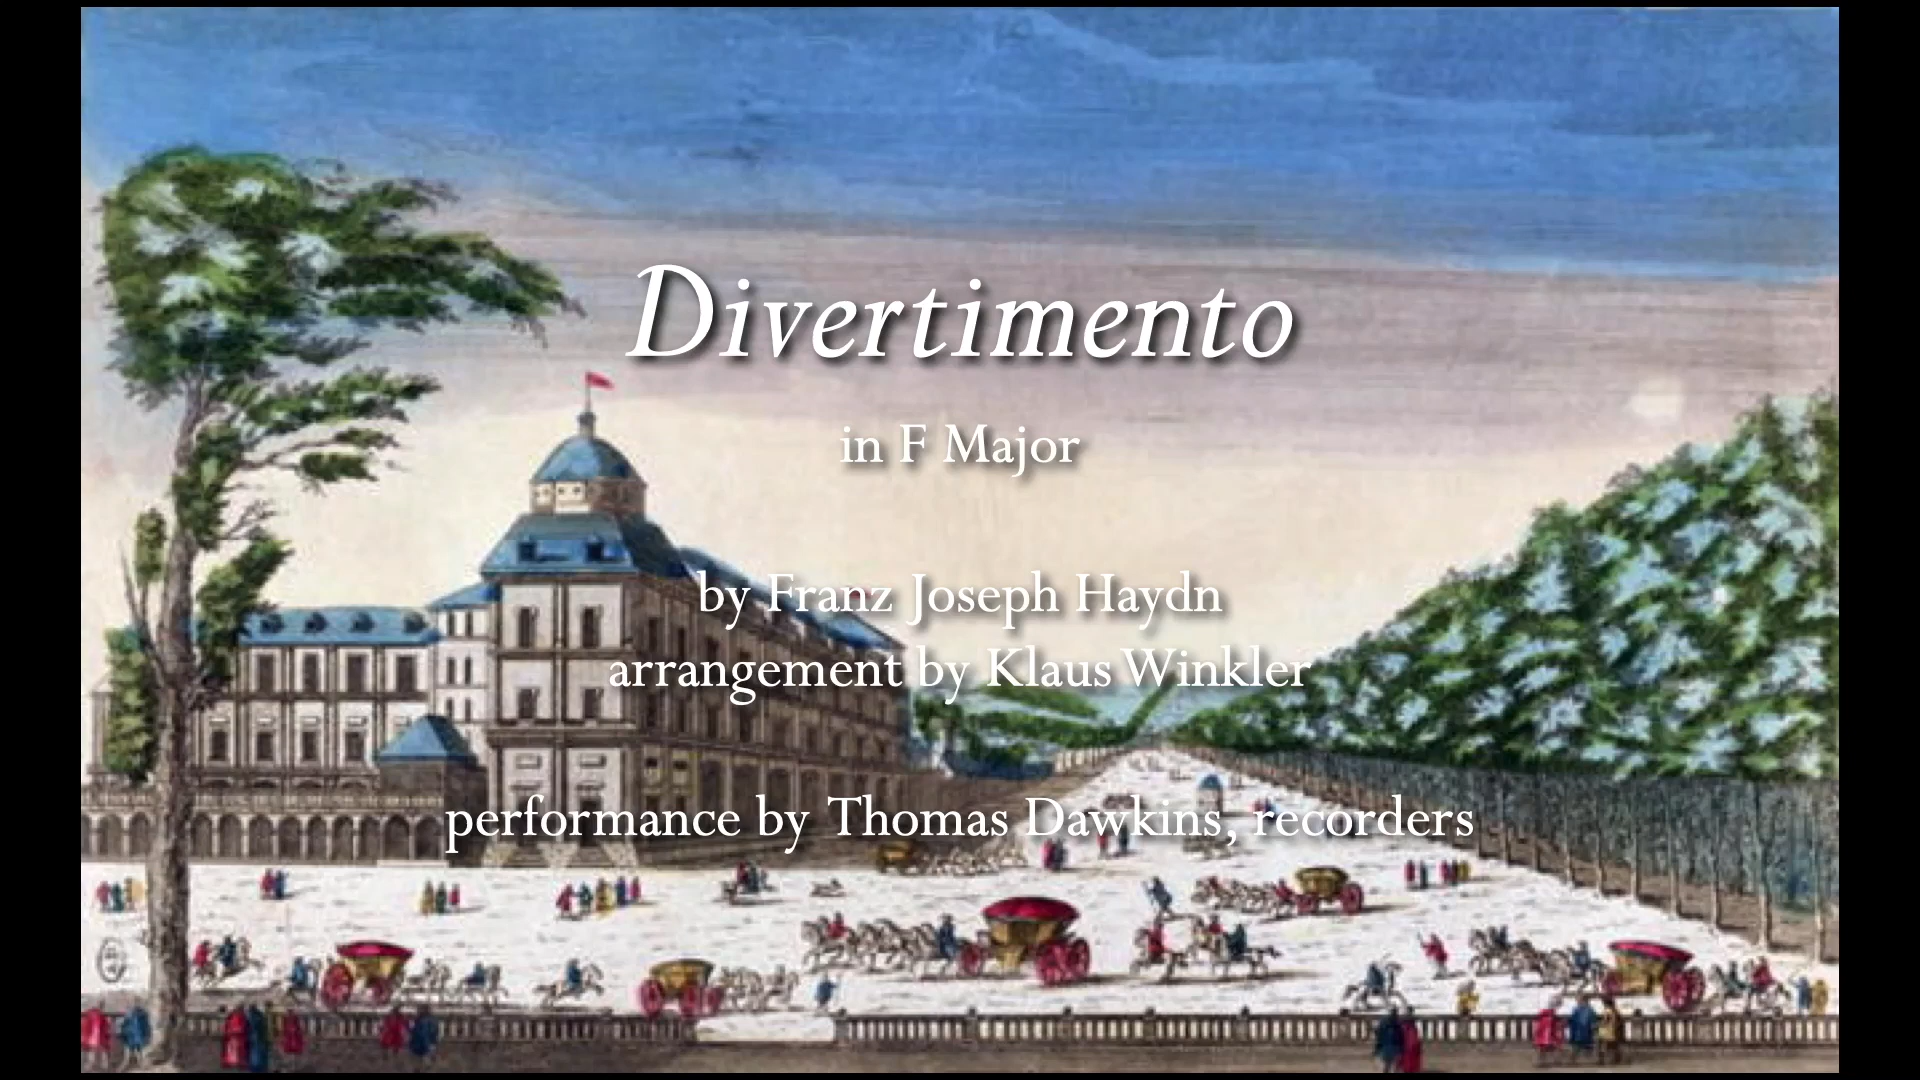 Divertimento
in F Major
by Franz Joseph Haydn
arrangement by Klaus Winkler
performance by Thomas Dawkins, recorders